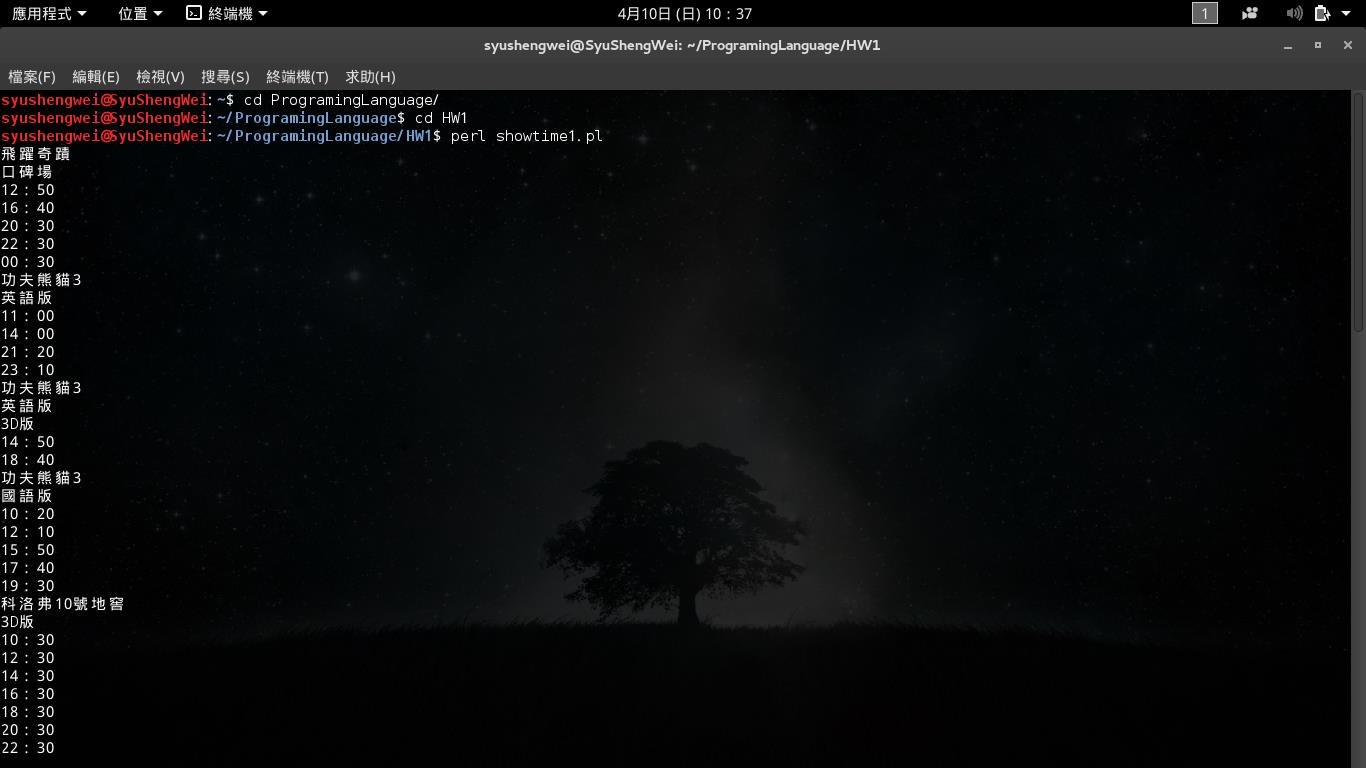 應用程式 位置 終端機 4月10日 (日) 10：37 1
syushengwei@SyuShengWei: ~/ProgramingLanguage/HW1
檔案(F) 編輯(E) 檢視(V) 搜尋(S) 終端機(T) 求助(H)
syushengwei@SyuShengWei:~$ cd ProgramingLanguage/
syushengwei@SyuShengWei:~/ProgramingLanguage$ cd HW1
syushengwei@SyuShengWei:~/ProgramingLanguage/HW1$ perl showtime1.pl
飛躍奇蹟
口碑場
12：50
16：40
20：30
22：30
00：30
功夫熊貓3
英語版
11：00
14：00
21：20
23：10
功夫熊貓3
英語版
3D版
14：50
18：40
功夫熊貓3
國語版
10：20
12：10
15：50
17：40
19：30
科洛弗10號地窖
3D版
10：30
12：30
14：30
16：30
18：30
20：30
22：30